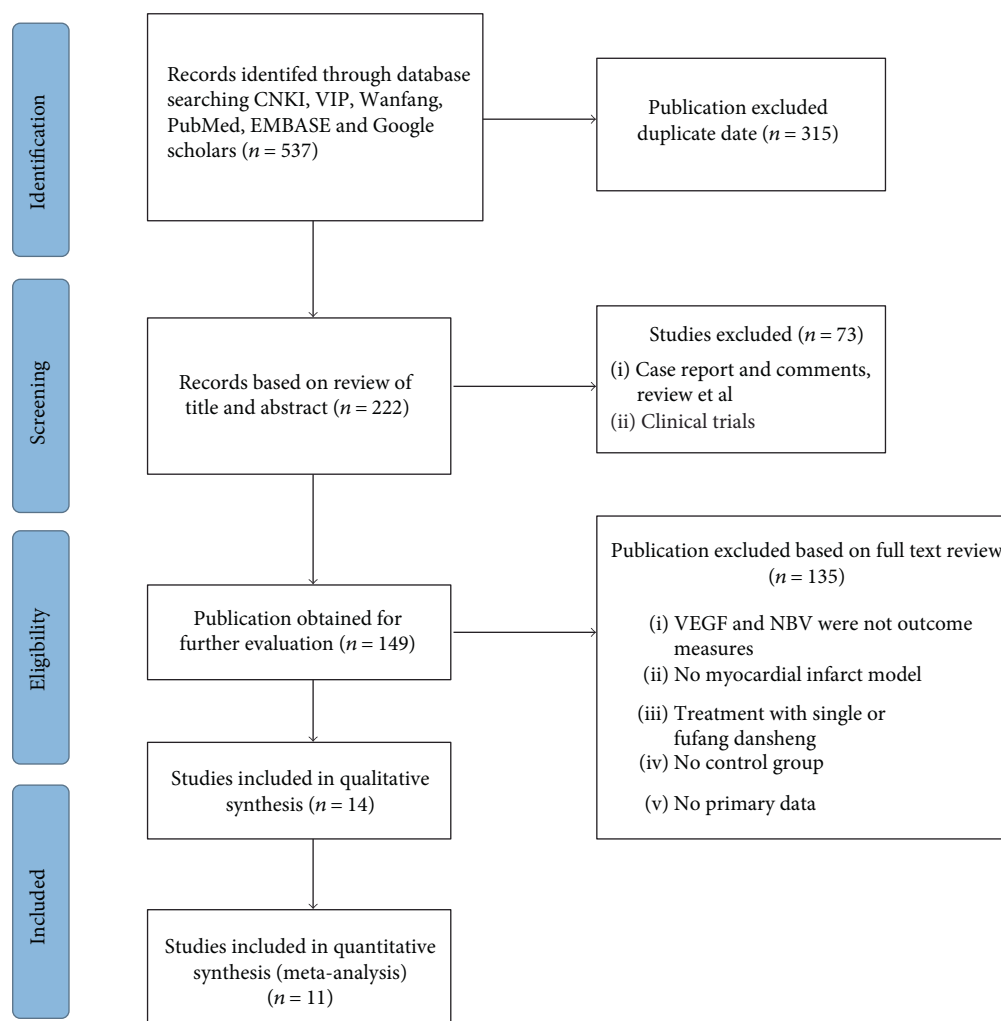 Identification
Records identifed through database
searching CNKI, VIP, Wanfang,
PubMed, EMBASE and Google
scholars (n = 537)
Publication excluded
duplicate date (n = 315)
Screening
Records based on review of
title and abstract (n = 222)
Studies excluded (n = 73)
(i) Case report and comments,
review et al
(ii) Clinical trials
Eligibility
Publication obtained for
further evaluation (n = 149)
Publication excluded based on full text review
(n = 135)
(i) VEGF and NBV were not outcome
measures
(ii) No myocardial infarct model
(iii) Treatment with single or
fufang dansheng
(iv) No control group
(v) No primary data
Studies included in qualitative
synthesis (n = 14)
Included
Studies included in quantitative
synthesis (meta-analysis)
(n = 11)